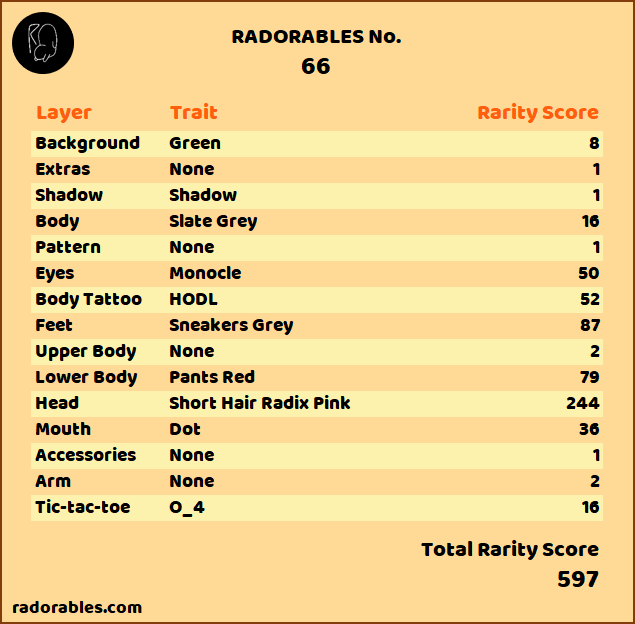 RADORABLES No.
66
Layer Trait Rarity Score
Background Green 8
Extras None 1
Shadow Shadow 1
Body Slate Grey 16
Pattern None 1
Eyes Monocle 50
Body Tattoo HODL 52
Feet Sneakers Grey 87
Upper Body None 2
Lower Body Pants Red 79
Head Short Hair Radix Pink 244
Mouth Dot 36
Accessories None 1
Arm None 2
Tic-tac-toe O_4 16
Total Rarity Score
597
radorables.com